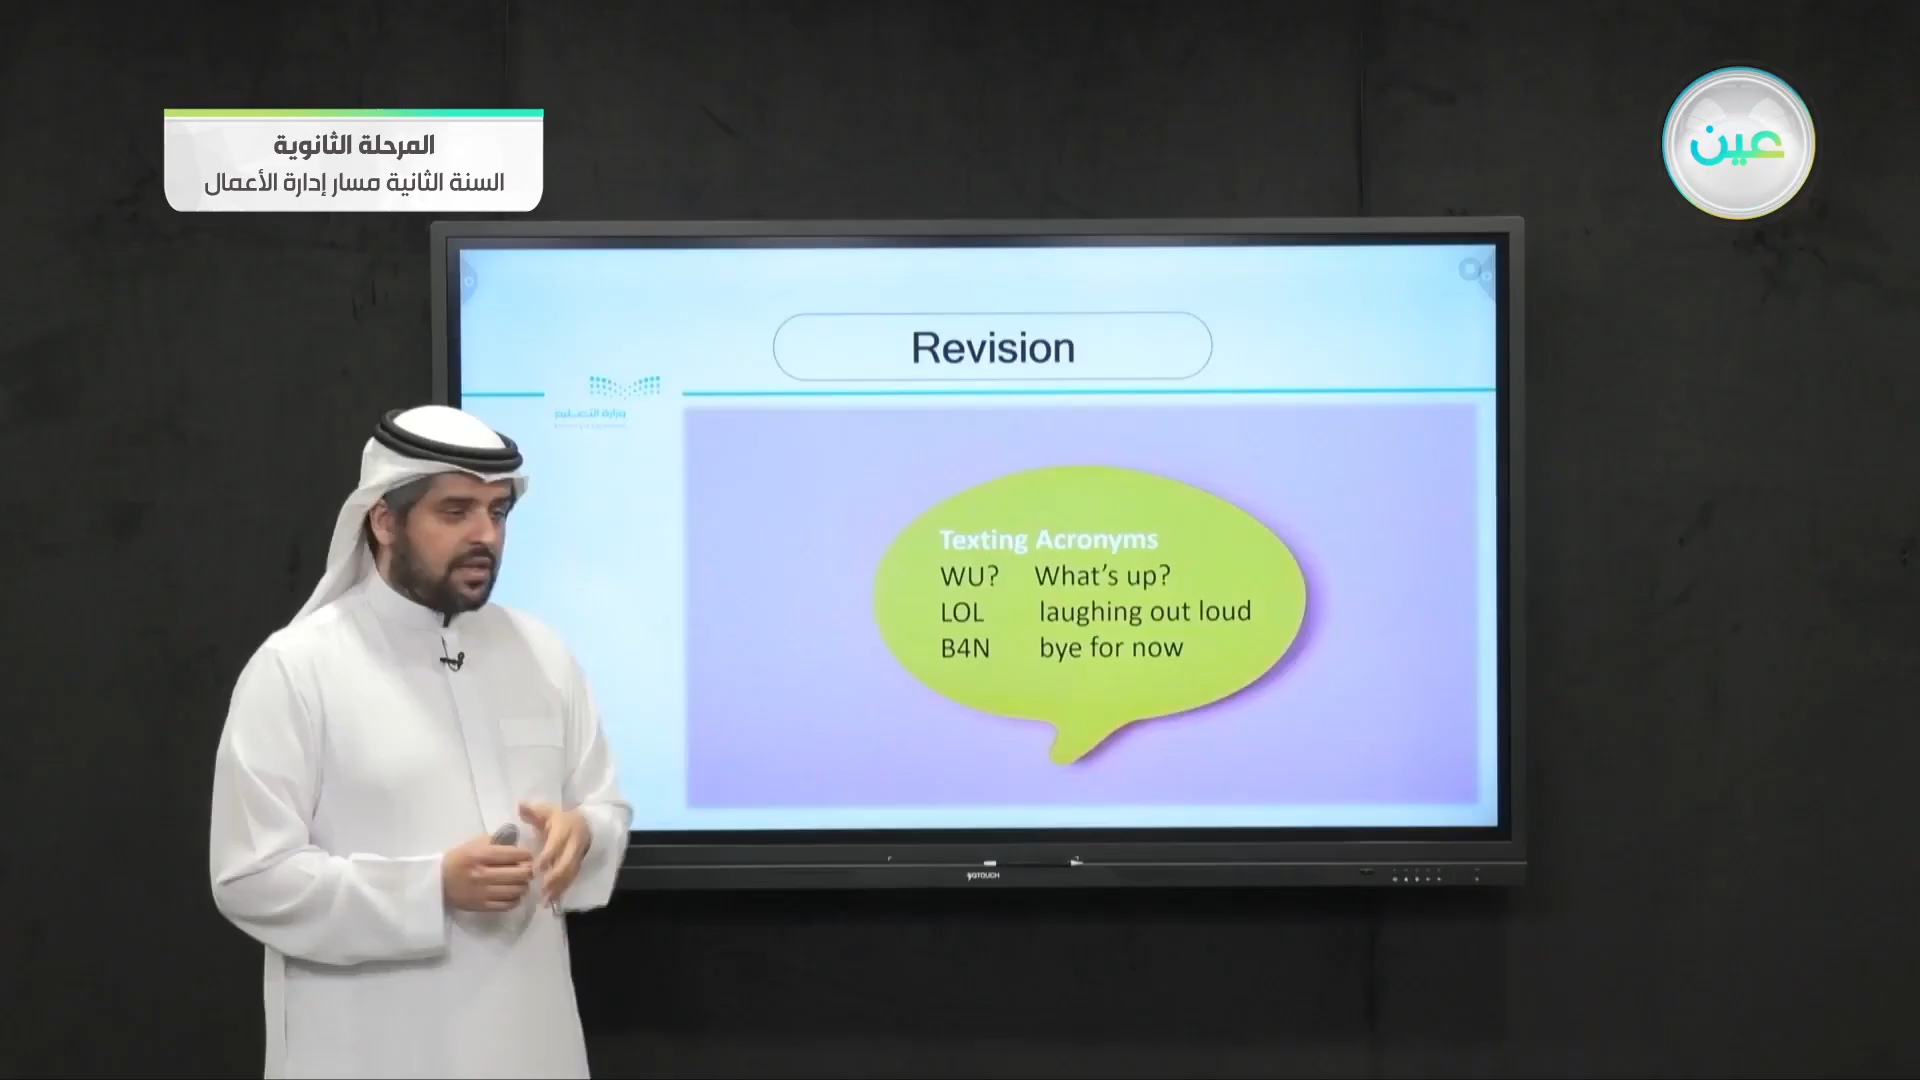 المرحلة الثانوية
السنة الثانية مسار إدارة الأعمال
عين
Revision
وزارة التعليم
Texting Acronyms
WU? What's up?
LOL laughing out loud
B4N bye for now